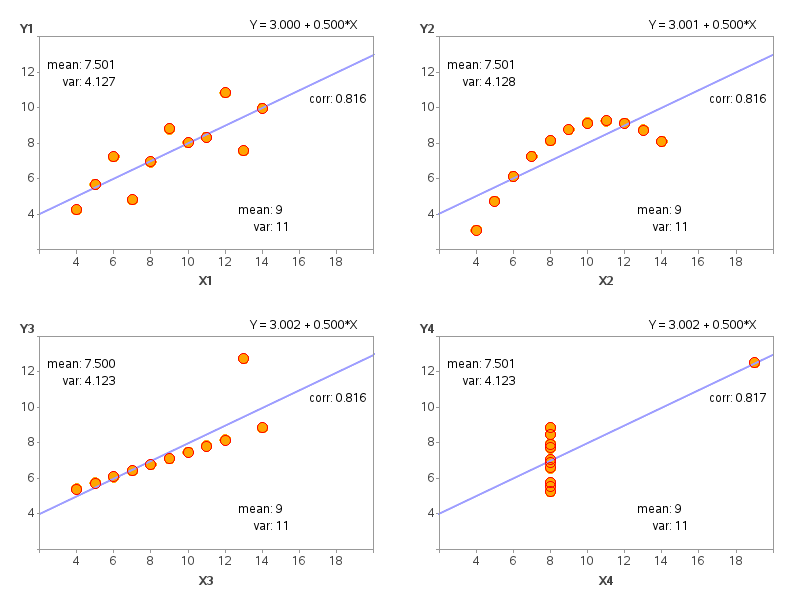 Y1
Y = 3.000 + 0.500*X
mean: 7.501
var: 4.127
corr: 0.816
mean: 9
var: 11
12
10
8
6
4
4 6 8 10 12 14 16 18
X1
Y2
Y = 3.001 + 0.500*X
mean: 7.501
var: 4.128
corr: 0.816
mean: 9
var: 11
12
10
8
6
4
4 6 8 10 12 14 16 18
X2
Y3
Y = 3.002 + 0.500*X
mean: 7.500
var: 4.123
corr: 0.816
mean: 9
var: 11
12
10
8
6
4
4 6 8 10 12 14 16 18
X3
Y4
Y = 3.002 + 0.500*X
mean: 7.501
var: 4.123
corr: 0.817
mean: 9
var: 11
12
10
8
6
4
4 6 8 10 12 14 16 18
X4